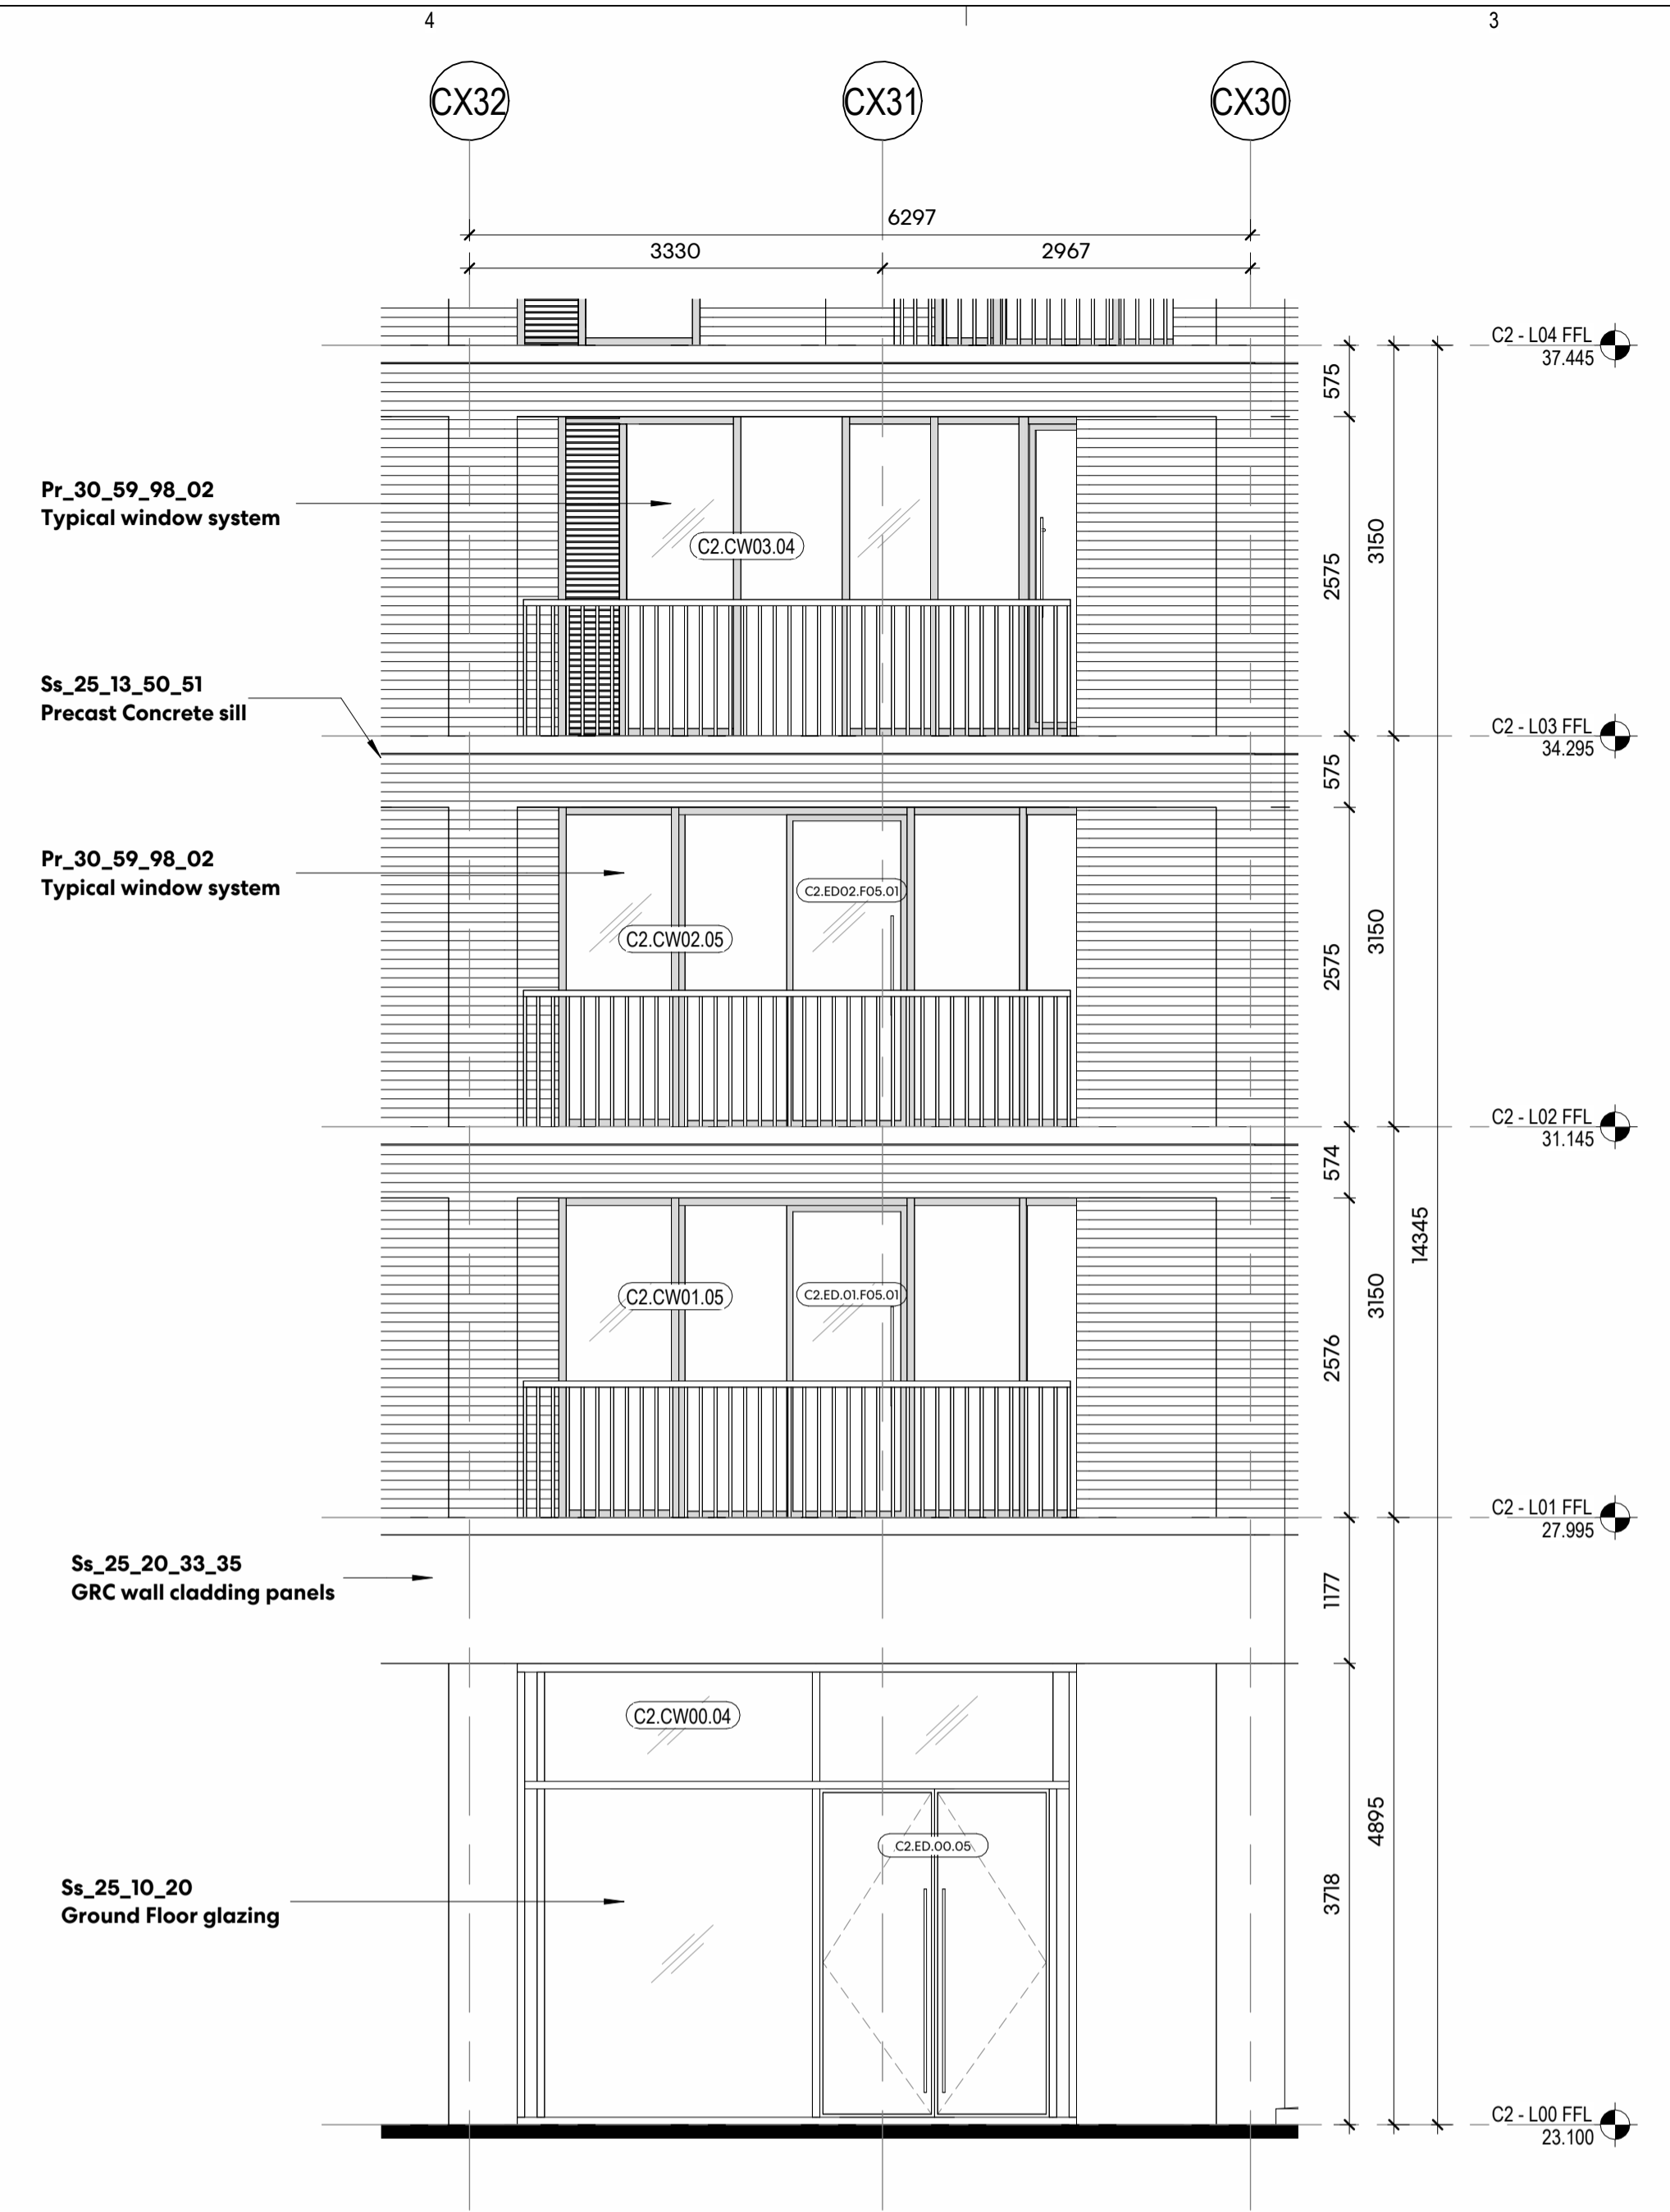 4
3
CX32
CX31
CX30
6297
3330
2967
C2 - L04 FFL
37.445
575
Pr_30_59_98_02
Typical window system
C2.CW03.04
2575
3150
Ss_25_13_50_51
Precast Concrete sill
C2 - L03 FFL
34.295
575
Pr_30_59_98_02
Typical window system
C2.ED02.F05.01
C2.CW02.05
2575
3150
C2 - L02 FFL
31.145
574
14345
C2.CW01.05
C2.ED.01.F05.01
2576
3150
C2 - L01 FFL
27.995
Ss_25_20_33_35
GRC wall cladding panels
1177
C2.CW00.04
C2.ED.00.05
4895
3718
Ss_25_10_20
Ground Floor glazing
C2 - L00 FFL
23.100